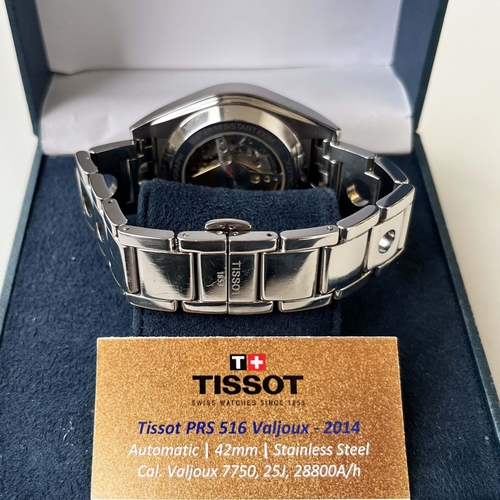 RESISTANT
TISSOT
1853
T+
TISSOT
SWISS WATCHES SINCE 1853
Tissot PRS 516 Valjoux - 2014
Automatic | 42mm | Stainless Steel
Cal. Valjoux 7750, 25J, 28800A/h